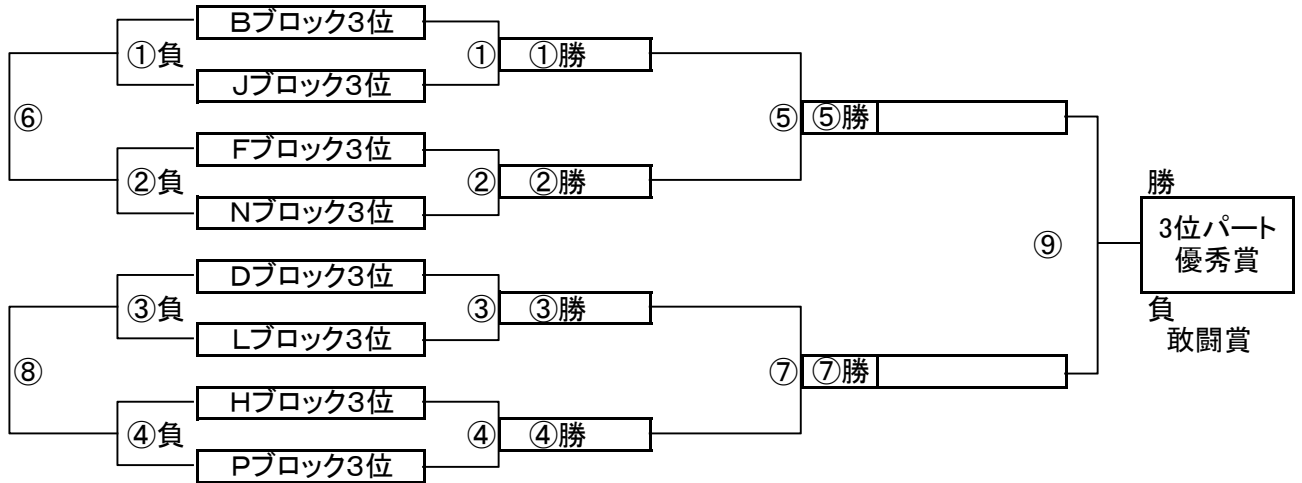 Bブロック3位
①負 ① ①勝
Jブロック3位
⑥ ⑤ ⑤勝
Fブロック3位
②負 ② ②勝
Nブロック3位
勝
3位パート
⑨ 優秀賞
Dブロック3位
③負 ③ ③勝
負
Lブロック3位
敢闘賞
⑧ ⑦ ⑦勝
Hブロック3位
④負 ④ ④勝
Pブロック3位